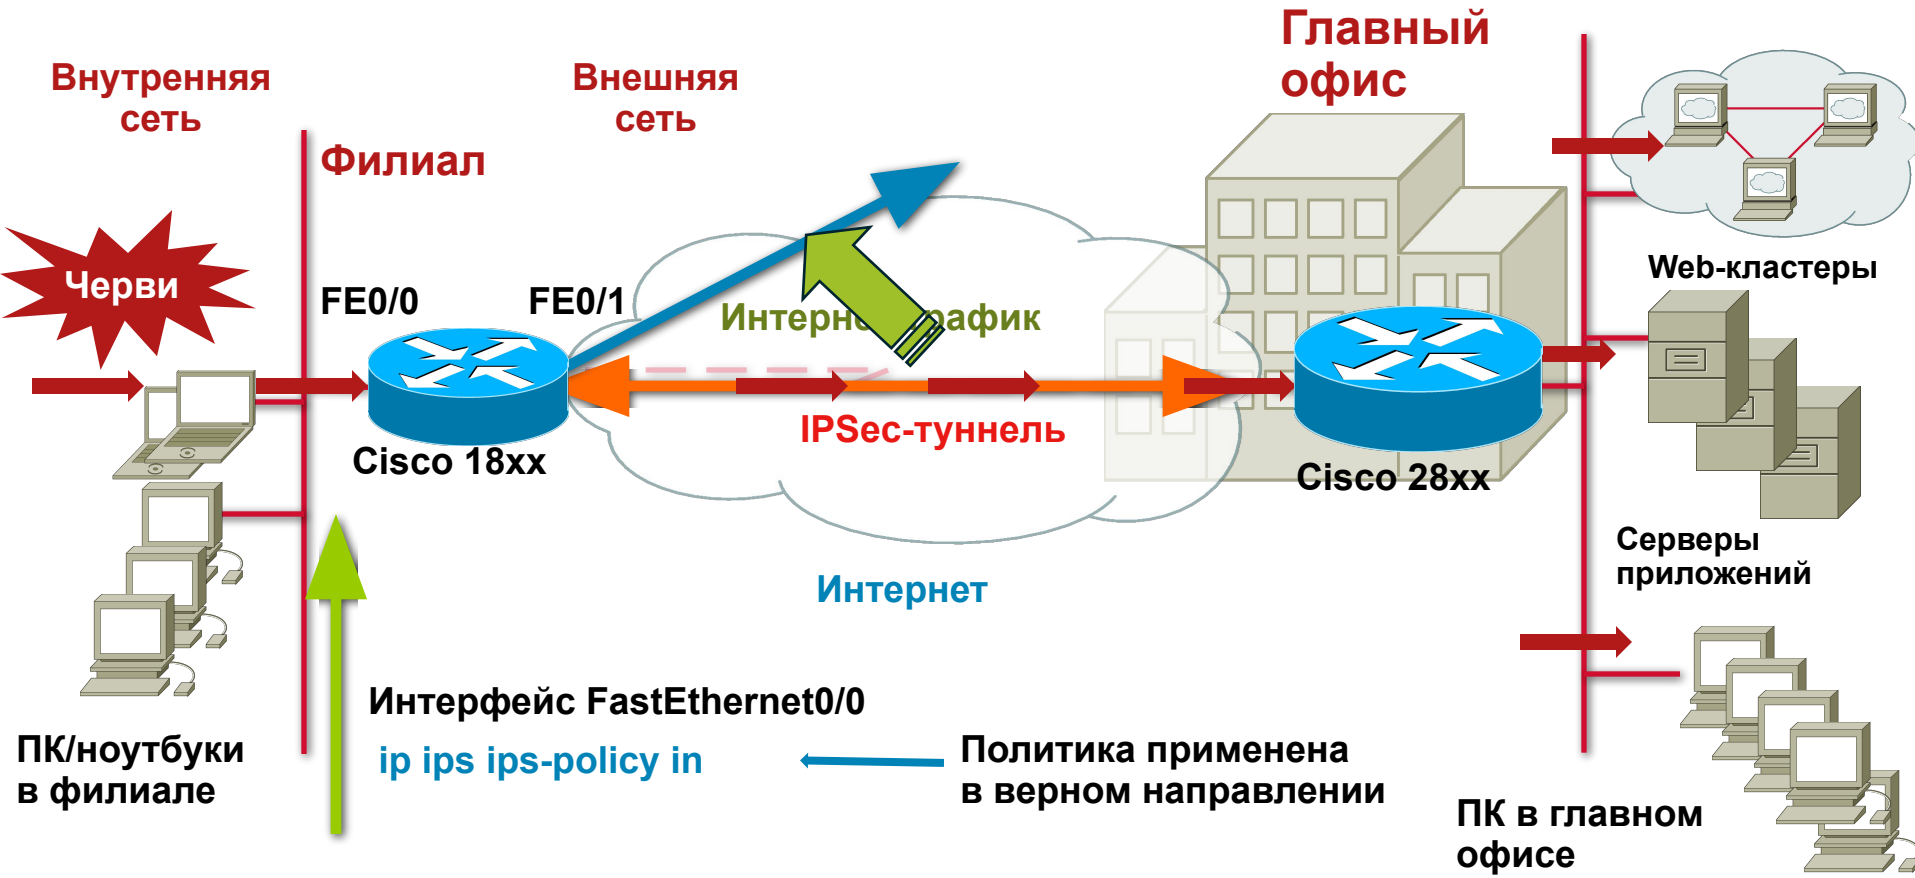 Главный
офис
Внутренняя
сеть
Внешняя
сеть
Филиал
Черви
FE0/0
FE0/1
Web-кластеры
IPSec-туннель
Cisco 18xx
Cisco 28xx
Серверы
приложений
Интернет
Интерфейс FastEthernet0/0
ip ips ips-policy in
Политика применена
в верном направлении
ПК/ноутбуки
в филиале
ПК в главном
офисе